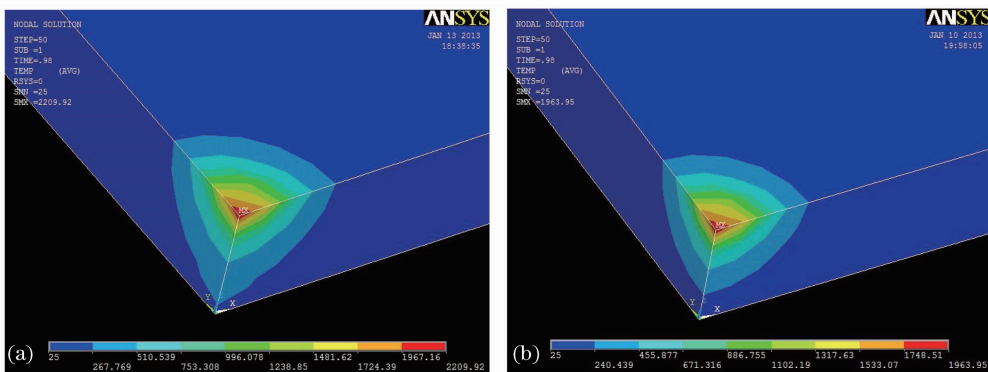 NODAL SOLUTION
STEP=50
SUB =1
TIME=.98
TEMP (AVG)
RSYS=0
SMN =25
SMX =2209.92
ANSYS
JAN 13 2013
18:38:35
MX
Y
X
(a)
25 510.539 996.078 1481.62 1967.16
267.769 753.308 1238.85 1724.39 2209.92
NODAL SOLUTION
STEP=50
SUB =1
TIME=.98
TEMP (AVG)
RSYS=0
SMN =25
SMX =1963.95
ANSYS
JAN 10 2013
19:58:05
MX
Y
X
(b)
25 455.877 886.755 1317.63 1748.51
240.439 671.316 1102.19 1533.07 1963.95